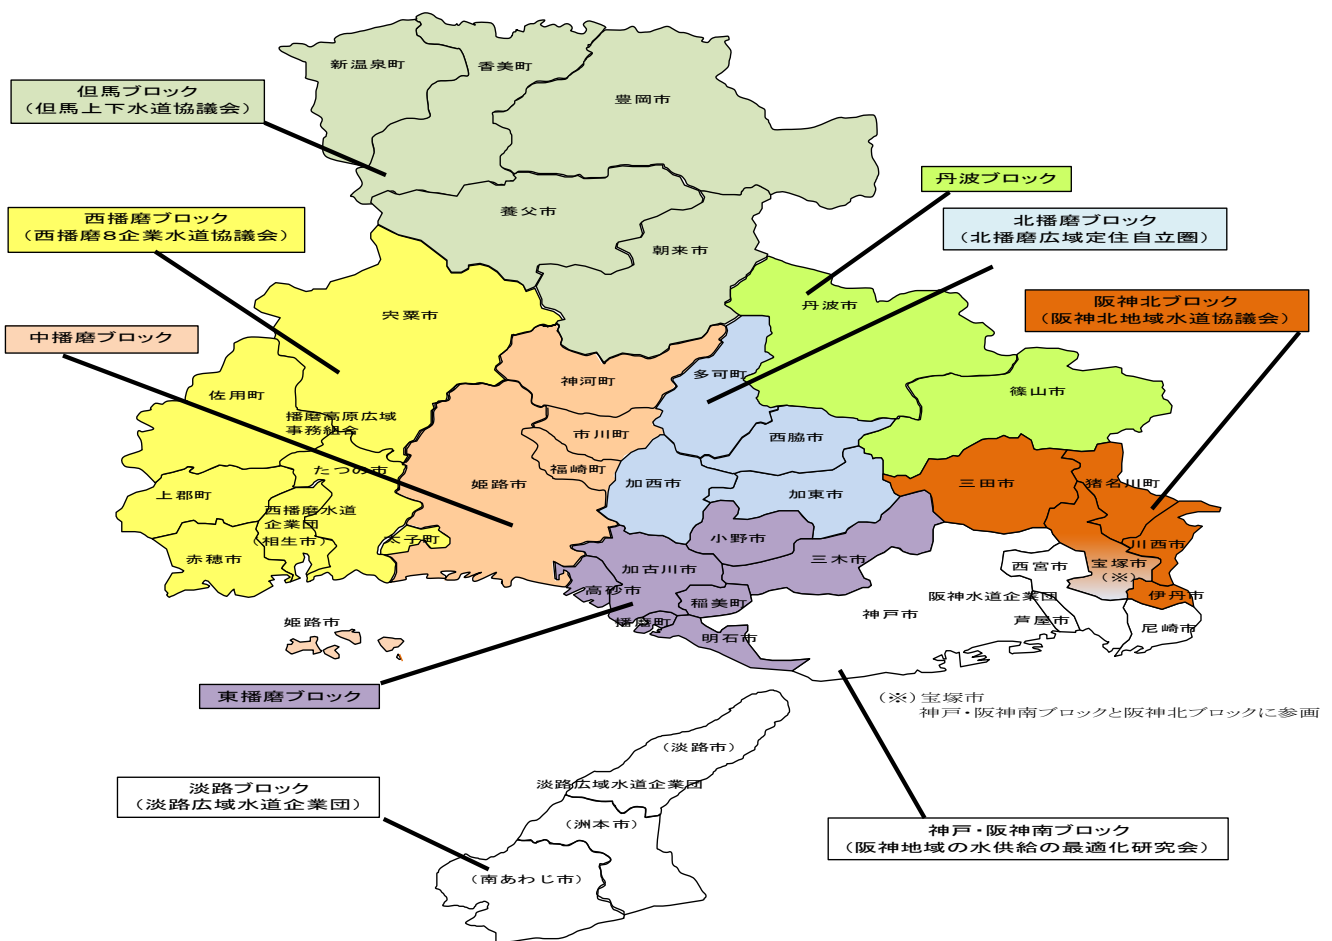 新温泉町
香美町
豊岡市
但馬ブロック
（但馬上下水道協議会）
丹波ブロック
養父市
西播磨ブロック
（西播磨８企業水道協議会）
北播磨ブロック
（北播磨広域定住自立圏）
朝来市
宍粟市
丹波市
阪神北ブロック
（阪神北地域水道協議会）
中播磨ブロック
神河町
多可町
佐用町
篠山市
播磨高原広域
事務組合
市川町
西脇市
たつの市
福崎町
姫路市
加西市
加東市
三田市
猪名川町
上郡町
西播磨水道
企業団
（相生市）
太子町
赤穂市
小野市
三木市
川西市
宝塚市
（※）
西宮市
加古川市
高砂市
稲美町
阪神水道企業団
伊丹市
播磨町
神戸市
芦屋市
尼崎市
明石市
姫路市
東播磨ブロック
（※）宝塚市
神戸・阪神南ブロックと阪神北ブロックに参画
（淡路市）
淡路広域水道企業団
淡路ブロック
（淡路広域水道企業団）
（洲本市）
神戸・阪神南ブロック
（阪神地域の水供給の最適化研究会）
（南あわじ市）